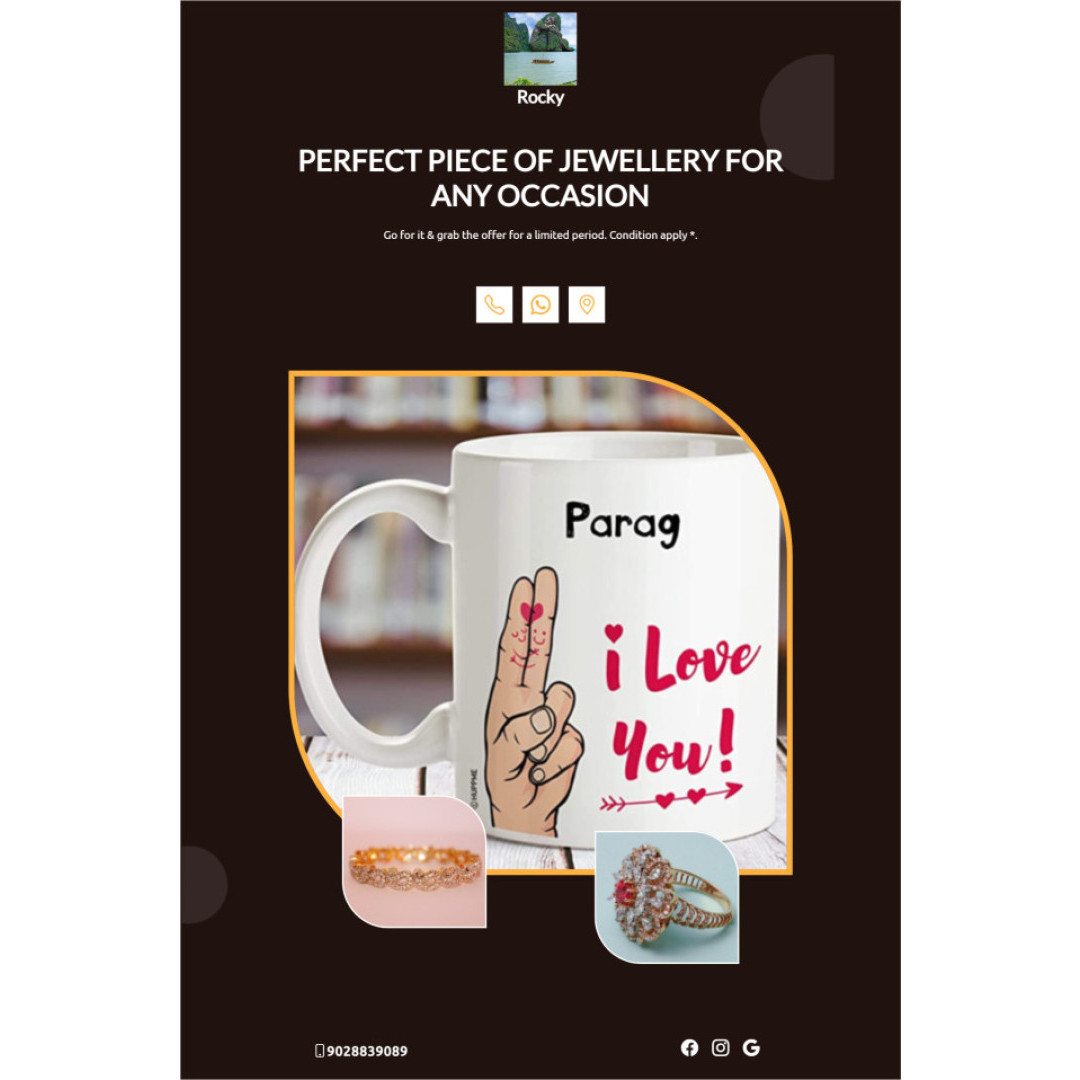 Rocky
PERFECT PIECE OF JEWELLERY FOR
ANY OCCASION
Go for it & grab the offer for a limited period. Condition apply *.
Parag
i Love
You!
© HUPPME
9028839089